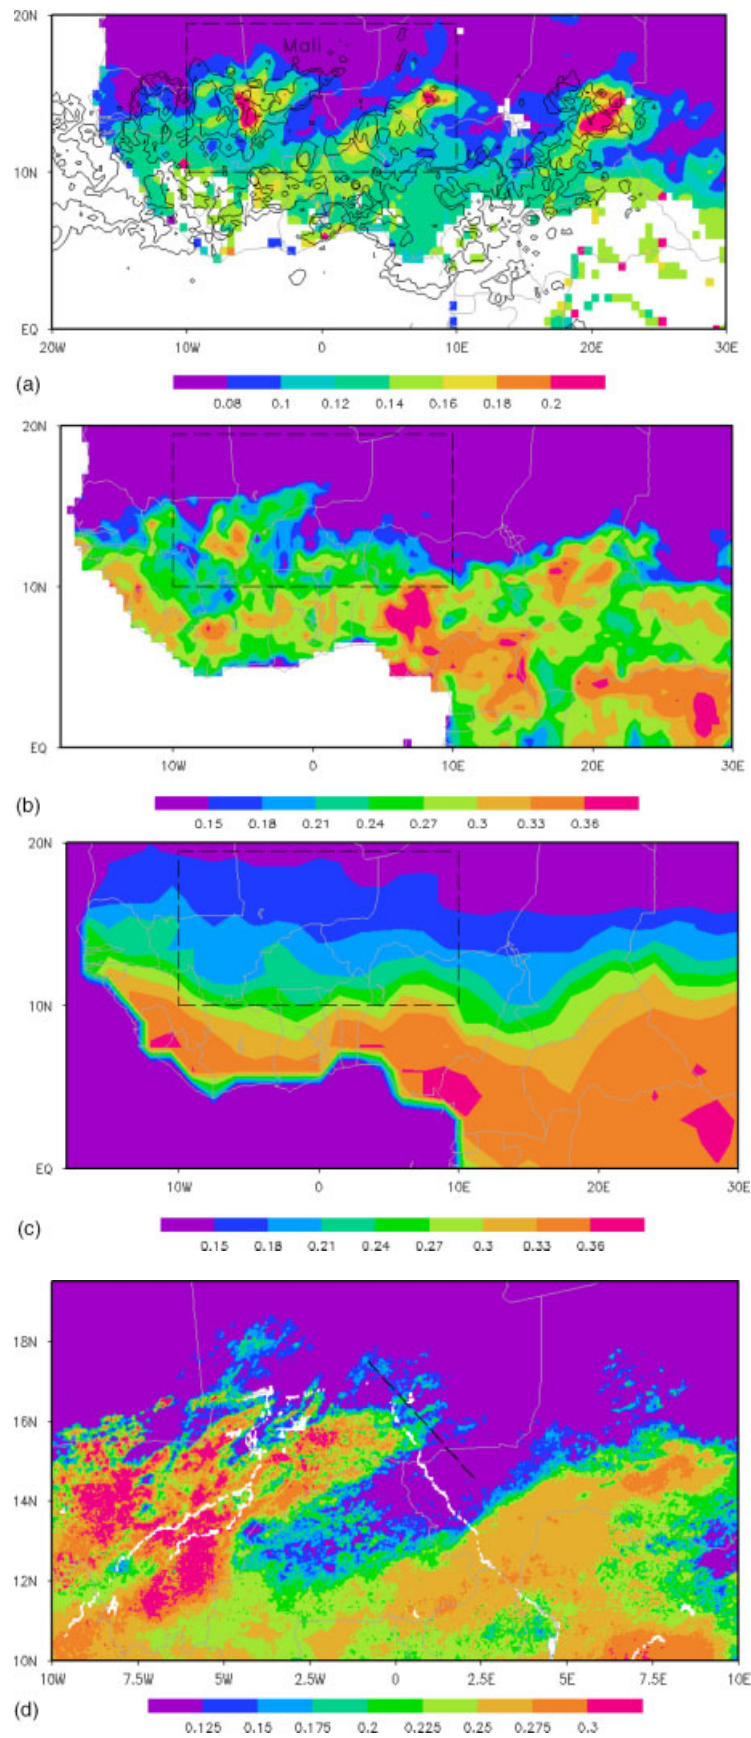 20N
Mali
10N
EQ
20W 10W 0 10E 20E 30E
(a)
0.08 0.1 0.12 0.14 0.16 0.18 0.2
20N
10N
EQ
10W 0 10E 20E 30E
(b)
0.15 0.18 0.21 0.24 0.27 0.3 0.33 0.36
20N
10N
EQ
10W 0 10E 20E 30E
(c)
0.15 0.18 0.21 0.24 0.27 0.3 0.33 0.36
18N
16N
14N
12N
10N
10W 7.5W 5W 2.5W 0 2.5E 5E 7.5E 10E
(d)
0.125 0.15 0.175 0.2 0.225 0.25 0.275 0.3